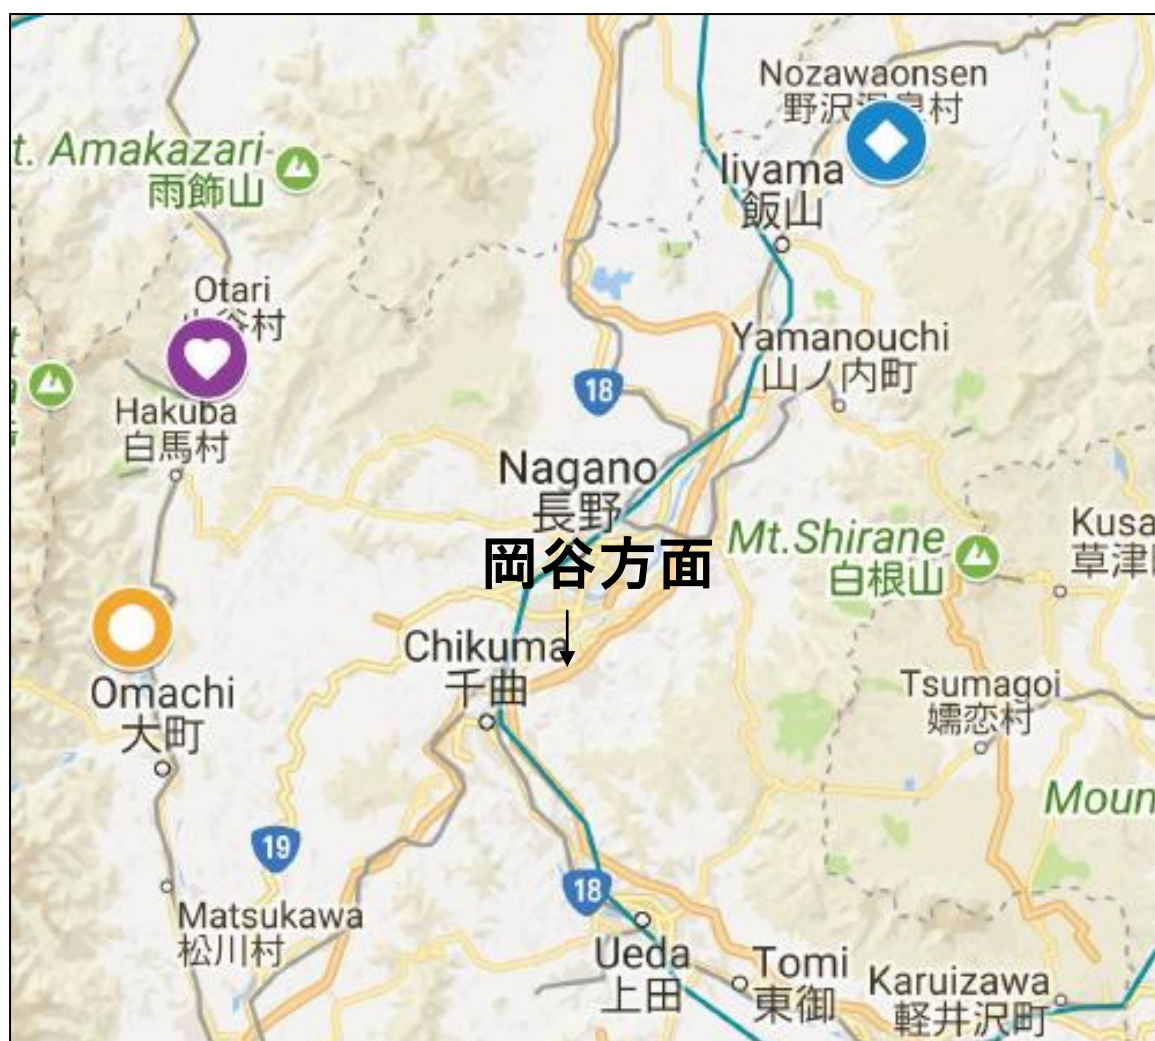 Nozawaonsen
野沢温泉村
t. Amakazari
雨飾山
Iiyama
飯山
Otari
小谷村
Yamanouchi
山ノ内町
18
Hakuba
白馬村
Nagano
長野
岡谷方面
Mt.Shirane
白根山
Kusa
草津
Chikuma
千曲
Omachi
大町
Tsumagoi
嬬恋村
Moun
19
18
Matsukawa
松川村
Ueda
上田
Tomi
東御
Karuizawa
軽井沢町